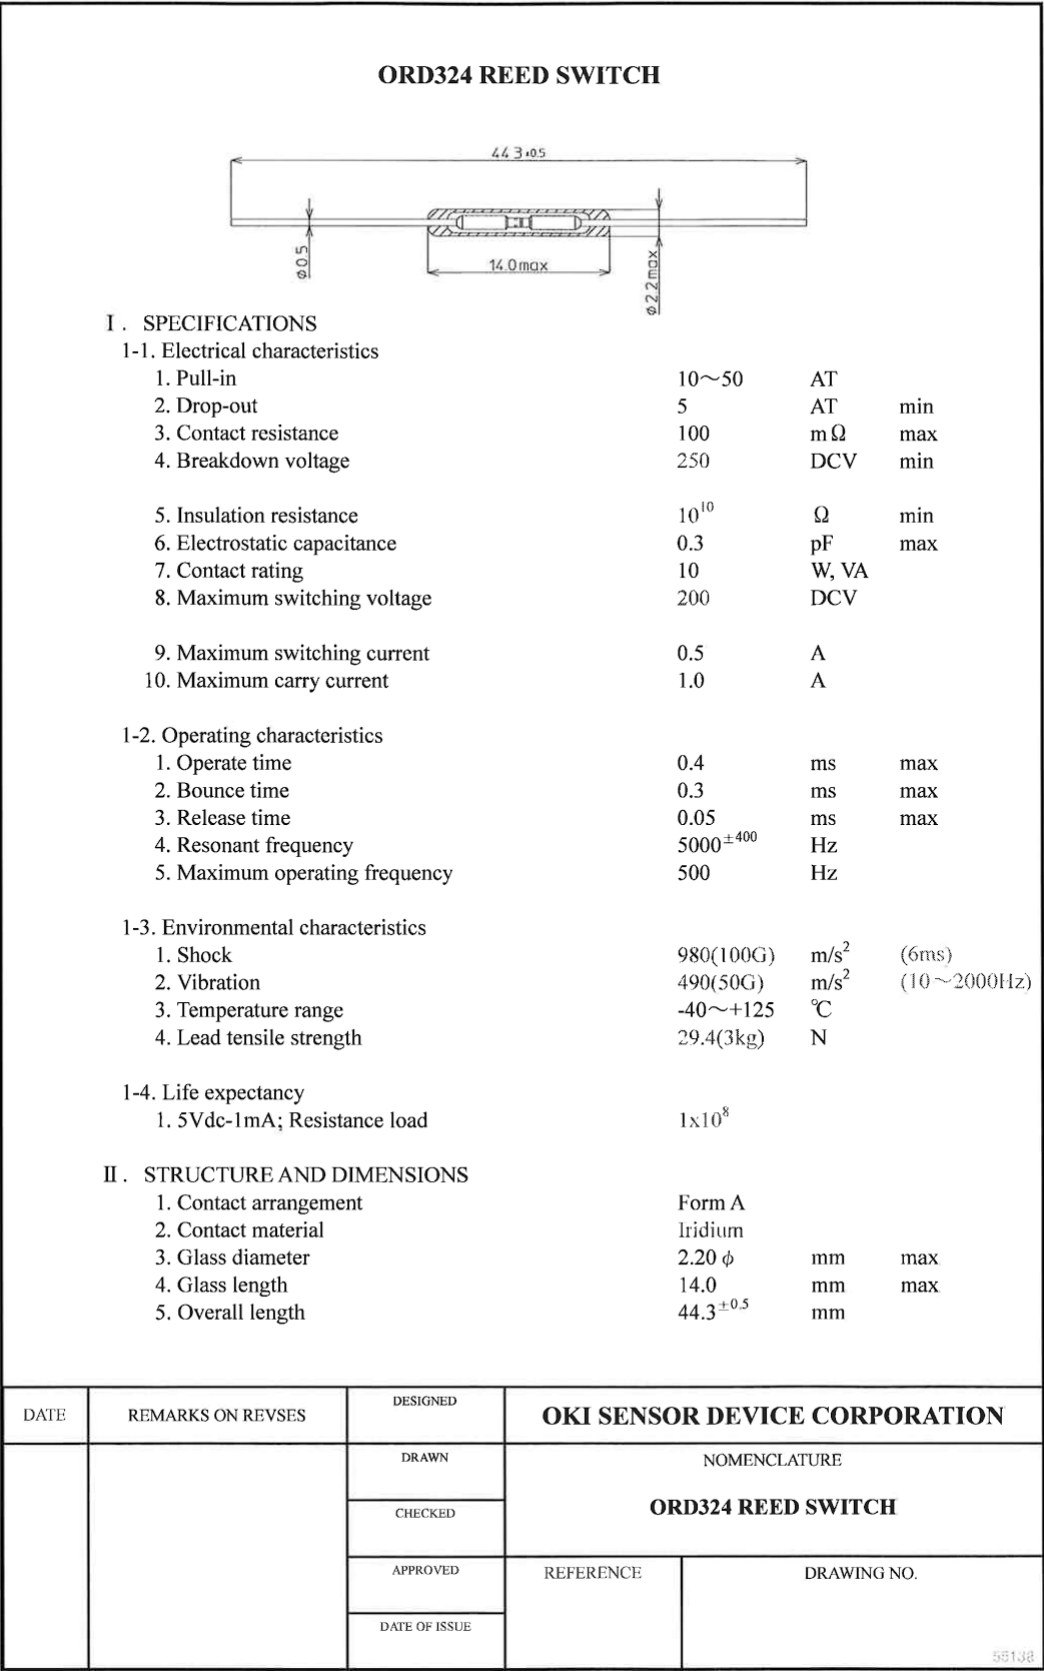 ORD324 REED SWITCH
44.3±0.5
ø0.5
14.0max
ø2.2max
Ⅰ. SPECIFICATIONS
1-1. Electrical characteristics
1. Pull-in 10～50 AT
2. Drop-out 5 AT min
3. Contact resistance 100 mΩ max
4. Breakdown voltage 250 DCV min
5. Insulation resistance 10¹⁰ Ω min
6. Electrostatic capacitance 0.3 pF max
7. Contact rating 10 W, VA
8. Maximum switching voltage 200 DCV
9. Maximum switching current 0.5 A
10. Maximum carry current 1.0 A
1-2. Operating characteristics
1. Operate time 0.4 ms max
2. Bounce time 0.3 ms max
3. Release time 0.05 ms max
4. Resonant frequency 5000±400 Hz
5. Maximum operating frequency 500 Hz
1-3. Environmental characteristics
1. Shock 980(100G) m/s² (6ms)
2. Vibration 490(50G) m/s² (10～2000Hz)
3. Temperature range -40～+125 ℃
4. Lead tensile strength 29.4(3kg) N
1-4. Life expectancy
1. 5Vdc-1mA; Resistance load 1x10⁸
Ⅱ. STRUCTURE AND DIMENSIONS
1. Contact arrangement Form A
2. Contact material Iridium
3. Glass diameter 2.20 ϕ mm max
4. Glass length 14.0 mm max
5. Overall length 44.3±0.5 mm
DATE REMARKS ON REVSES DESIGNED OKI SENSOR DEVICE CORPORATION
DRAWN NOMENCLATURE
CHECKED ORD324 REED SWITCH
APPROVED REFERENCE DRAWING NO.
DATE OF ISSUE
55138